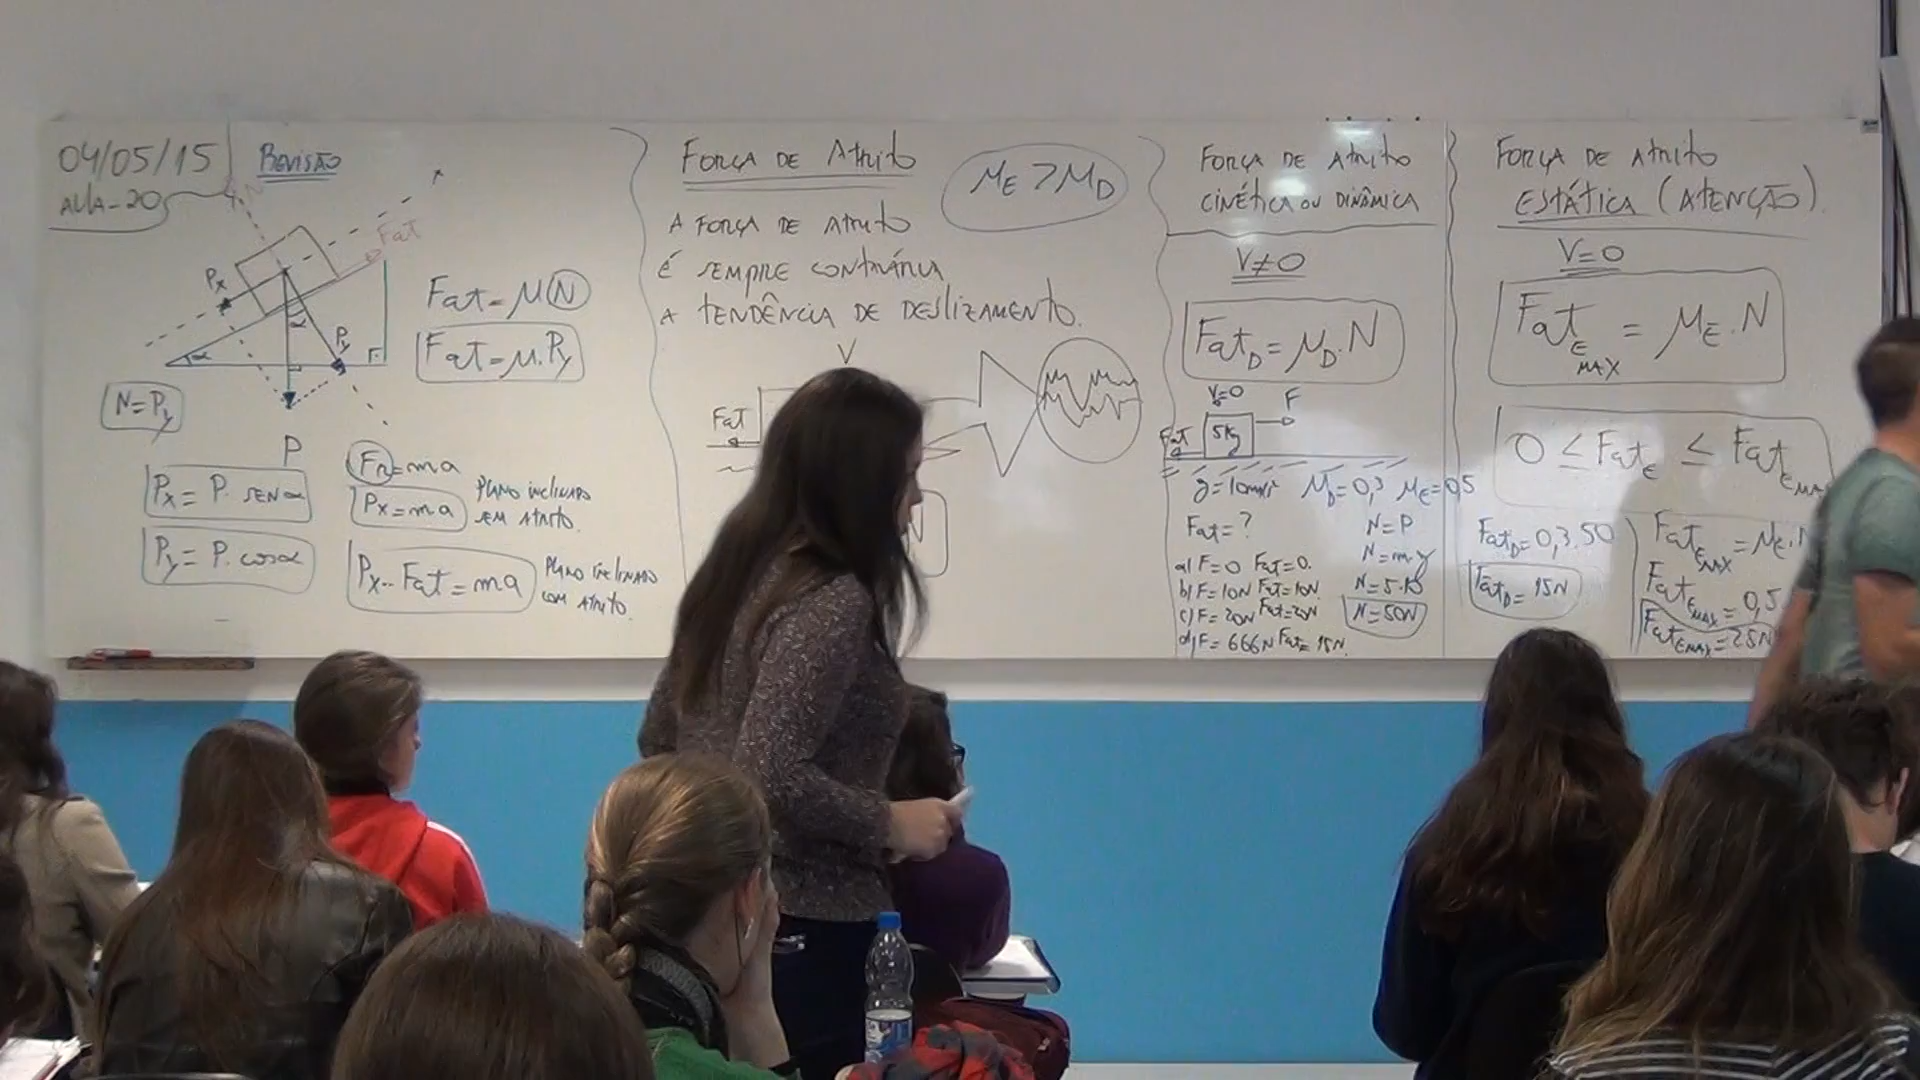 04/05/15
AULA-20
REVISÃO
N
x
Fat
Px
α
Py
α
P
Fat=μN
Fat=μ.Py
N=Py
Px=P.SENα
Py=P.cosα
FR=ma
Px=ma
PLANO INCLINADO
SEM ATRITO
Px-Fat=ma
PLANO INCLINADO
COM ATRITO
FORÇA DE ATRITO
A FORÇA DE ATRITO
É SEMPRE CONTRÁRIA
A TENDÊNCIA DE DESLIZAMENTO.
V
Fat
N
μE>μD
FORÇA DE ATRITO
CINÉTICA OU DINÂMICA
V≠0
FatD=μD.N
V0=0
F
Fat
5Kg
g=10m/s² μD=0,3 μE=0,5
Fat=?
a) F=0 Fat=0.
b) F=10N Fat=10N
c) F=20N Fat=20N
d) F=666N Fat=15N.
N=P
N=m.g
N=5.10
N=50N
FORÇA DE ATRITO
ESTÁTICA (ATENÇÃO).
V=0
FatE MAX = μE.N
0 ≤ FatE ≤ FatE MAX
FatD=0,3.50
FatD=15N
FatE MAX=μE.N
FatE MAX=0,5
FatE MAX=25N